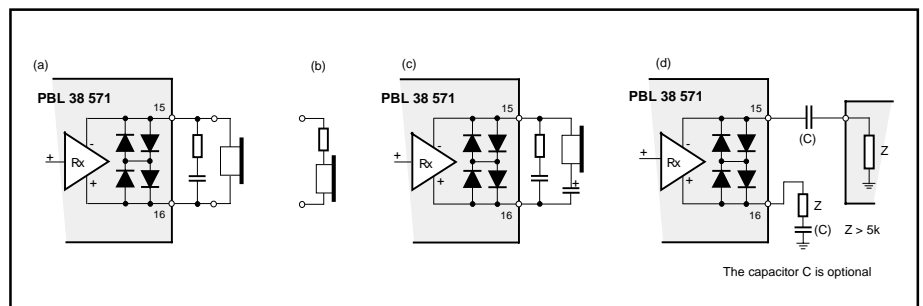 (a)
PBL 38 571
15
+
Rx
-
+
16
(b)
(c)
PBL 38 571
15
+
Rx
-
+
16
+
(d)
PBL 38 571
15
+
Rx
-
+
16
(C)
Z
Z
(C)
Z > 5k
The capacitor C is optional